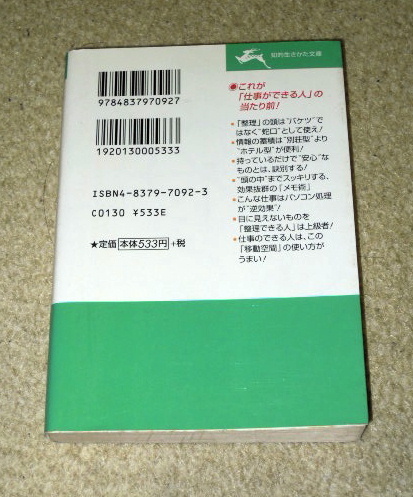 知的生きかた文庫
9784837970927
1920130005333
ISBN4-8379-7092-3
C0130 ¥533E
★定価 本体533円 +税
●これが
「仕事ができる人」の
当たり前!
●「整理」の頭は“バケツ”で
はなく“蛇口”として使え!
●情報の蓄積は“別荘型”より
“ホテル型”が便利!
●持っているだけで“安心”な
ものとは、訣別する!
●“頭の中”までスッキリする、
効果抜群の「メモ術」
●こんな仕事はパソコン処理
が“逆効果”!
●目に見えないものを
「整理できる人」は上級者!
●仕事のできる人は、この
「移動空間」の使い方が
うまい!